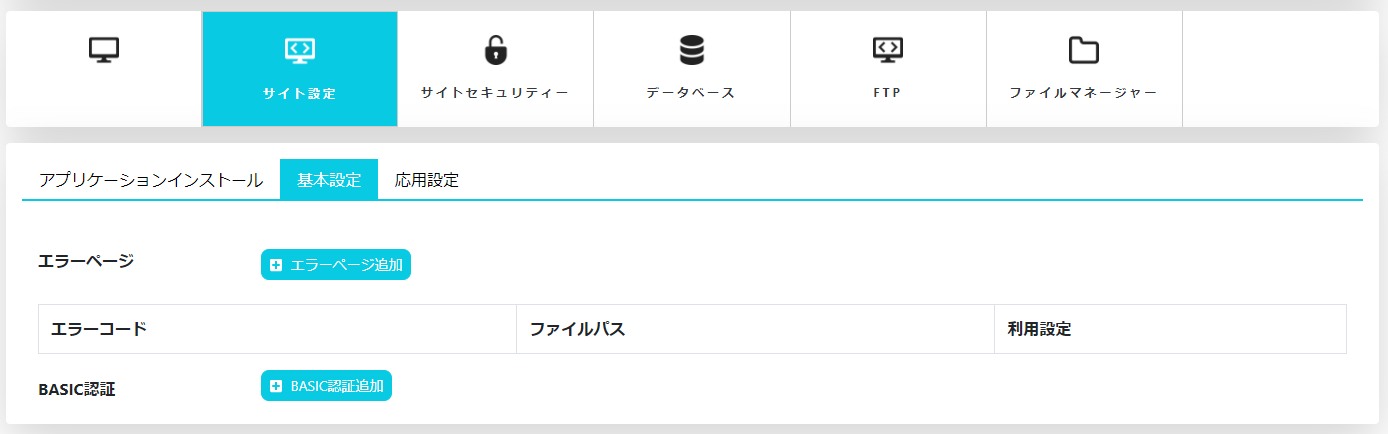 サイト設定
サイトセキュリティー
データベース
FTP
ファイルマネージャー
アプリケーションインストール 基本設定 応用設定
エラーページ エラーページ追加
エラーコード ファイルパス 利用設定
BASIC認証 BASIC認証追加